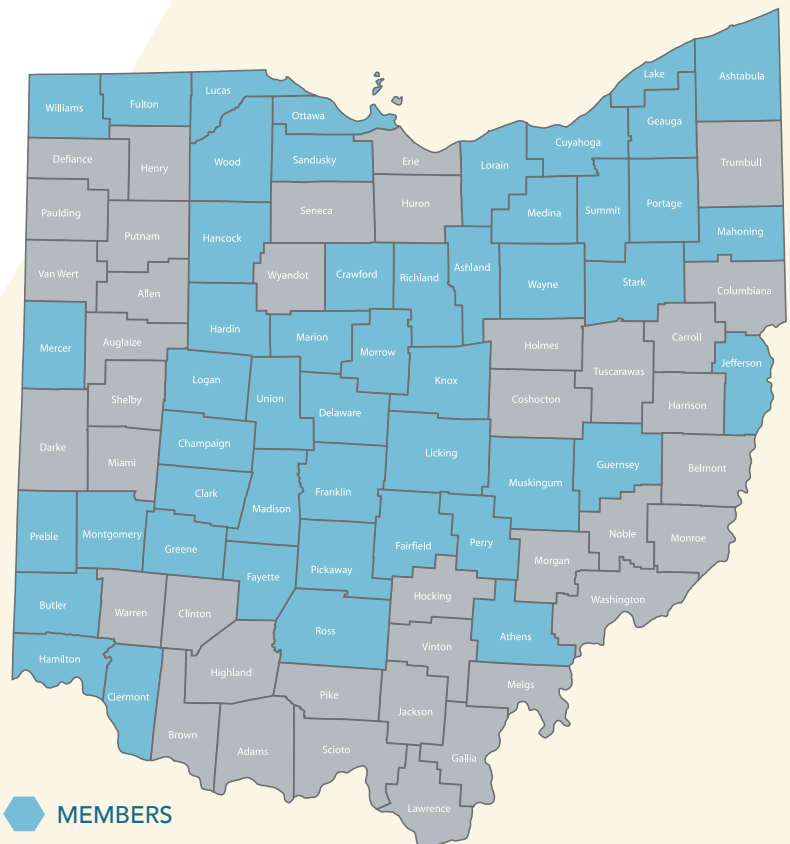 Ashtabula
Lake
Lucas
Fulton
Williams
Ottawa
Geauga
Cuyahoga
Wood
Sandusky
Erie
Lorain
Trumbull
Defiance
Henry
Seneca
Huron
Medina
Summit
Portage
Paulding
Putnam
Hancock
Mahoning
Van Wert
Allen
Wyandot
Crawford
Richland
Ashland
Wayne
Stark
Columbiana
Mercer
Auglaize
Hardin
Marion
Morrow
Holmes
Tuscarawas
Carroll
Jefferson
Shelby
Logan
Union
Delaware
Knox
Coshocton
Harrison
Darke
Miami
Champaign
Licking
Muskingum
Guernsey
Belmont
Clark
Madison
Franklin
Preble
Montgomery
Greene
Fayette
Pickaway
Fairfield
Perry
Morgan
Noble
Monroe
Butler
Warren
Clinton
Ross
Hocking
Athens
Washington
Hamilton
Clermont
Highland
Vinton
Meigs
Brown
Adams
Pike
Scioto
Jackson
Gallia
Lawrence
MEMBERS